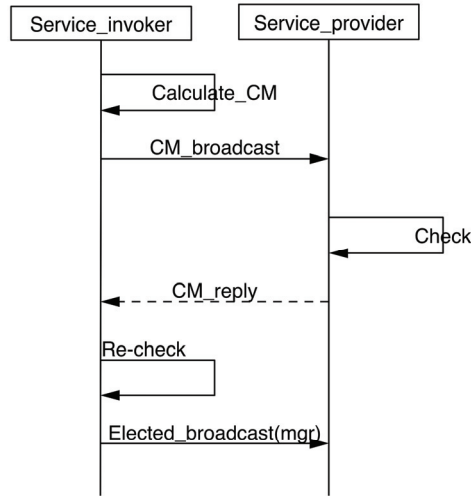 Service_invoker
Service_provider
Calculate_CM
CM_broadcast
Check
CM_reply
Re-check
Elected_broadcast(mgr)